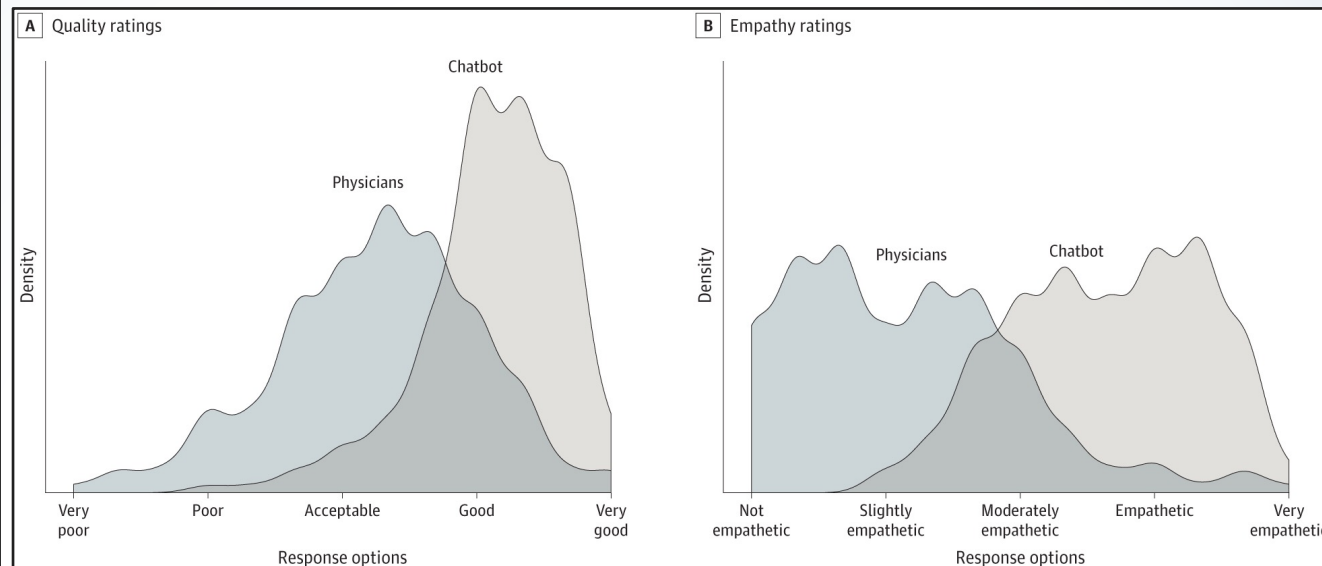 A Quality ratings
Chatbot
Physicians
Density
Very poor
Poor
Acceptable
Good
Very good
Response options
B Empathy ratings
Physicians
Chatbot
Density
Not empathetic
Slightly empathetic
Moderately empathetic
Empathetic
Very empatheti
Response options